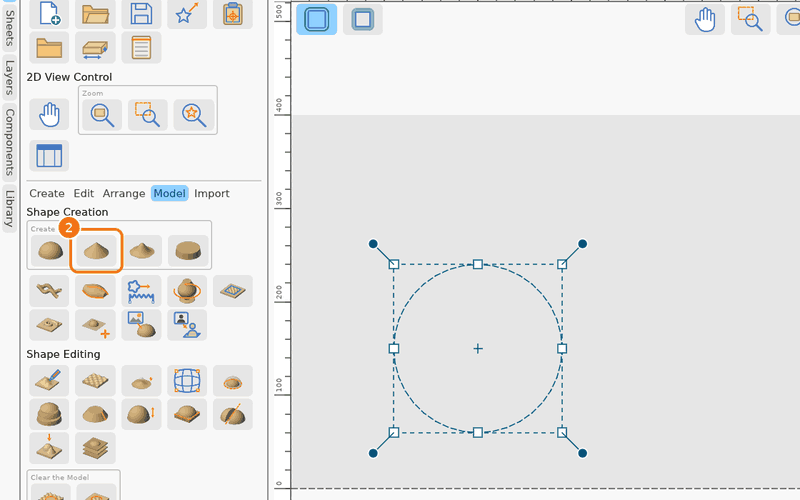 Sheets
Layers
Components
Library
2D View Control
Zoom
Create Edit Arrange Model Import
Shape Creation
Create
2
Shape Editing
Clear the Model
500
400
300
200
100
0